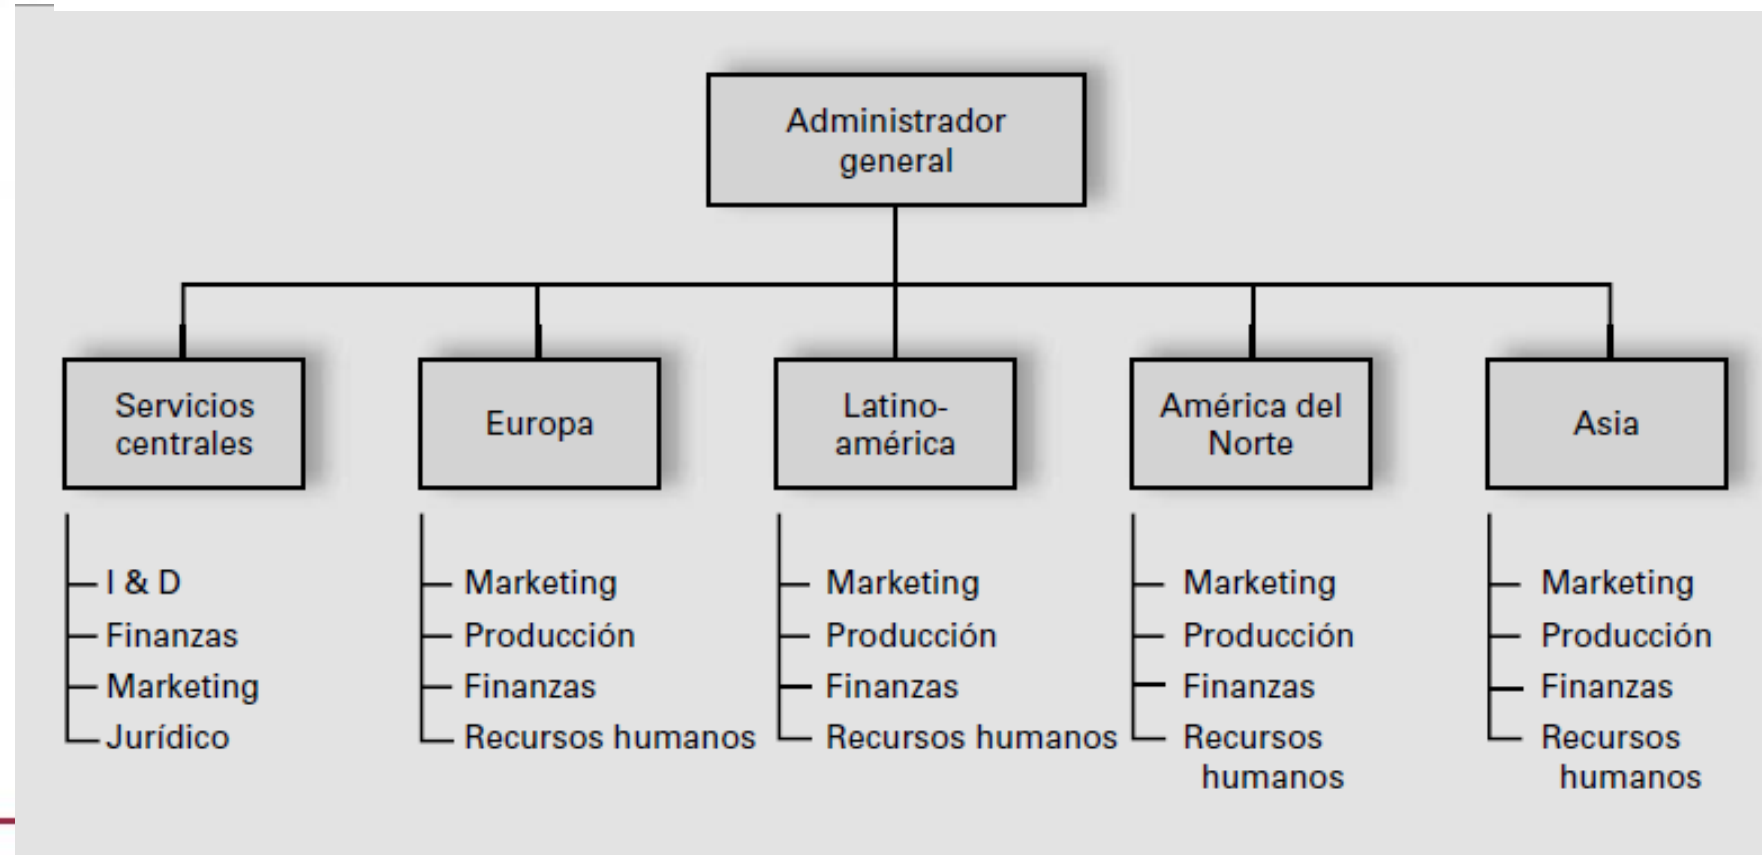 Administrador
general
Servicios
centrales
Europa
Latino-
américa
América del
Norte
Asia
I & D
Finanzas
Marketing
Jurídico
Marketing
Producción
Finanzas
Recursos humanos
Marketing
Producción
Finanzas
Recursos humanos
Marketing
Producción
Finanzas
Recursos
humanos
Marketing
Producción
Finanzas
Recursos
humanos